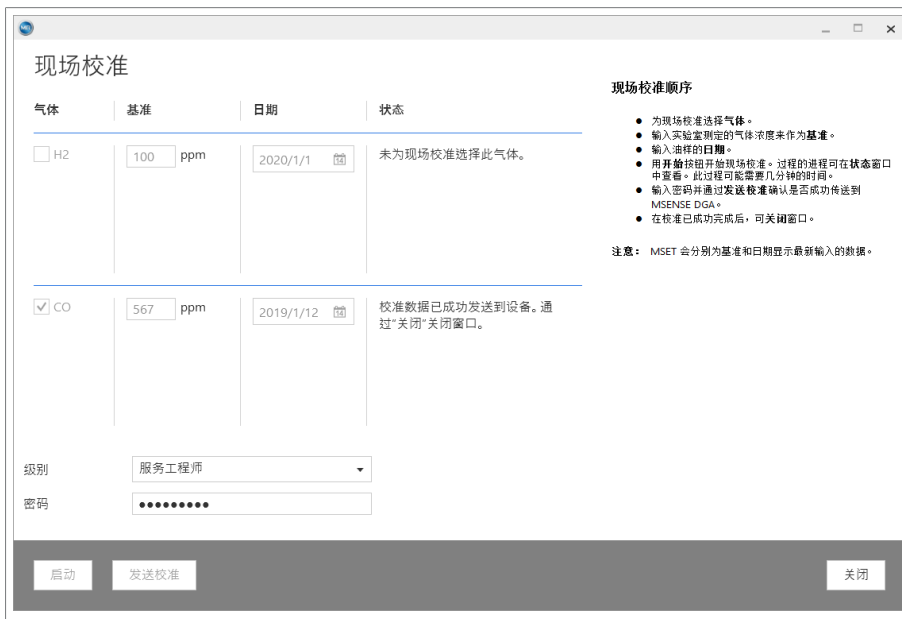 MSET
现场校准
气体 基准 日期 状态
H2 100 ppm 2020/1/1 14 未为现场校准选择此气体。
CO 567 ppm 2019/1/12 14 校准数据已成功发送到设备。通
过“关闭”关闭窗口。
级别 服务工程师
密码 ●●●●●●●●●
启动 发送校准 关闭
现场校准顺序
● 为现场校准选择气体。
● 输入实验室测定的气体浓度来作为基准。
● 输入油样的日期。
● 用开始按钮开始现场校准。过程的进程可在状态窗口
中查看。此过程可能需要几分钟的时间。
● 输入密码并通过发送校准确认是否成功传送到
MSENSE DGA。
● 在校准已成功完成后，可关闭窗口。
注意： MSET 会分别为基准和日期显示最新输入的数据。